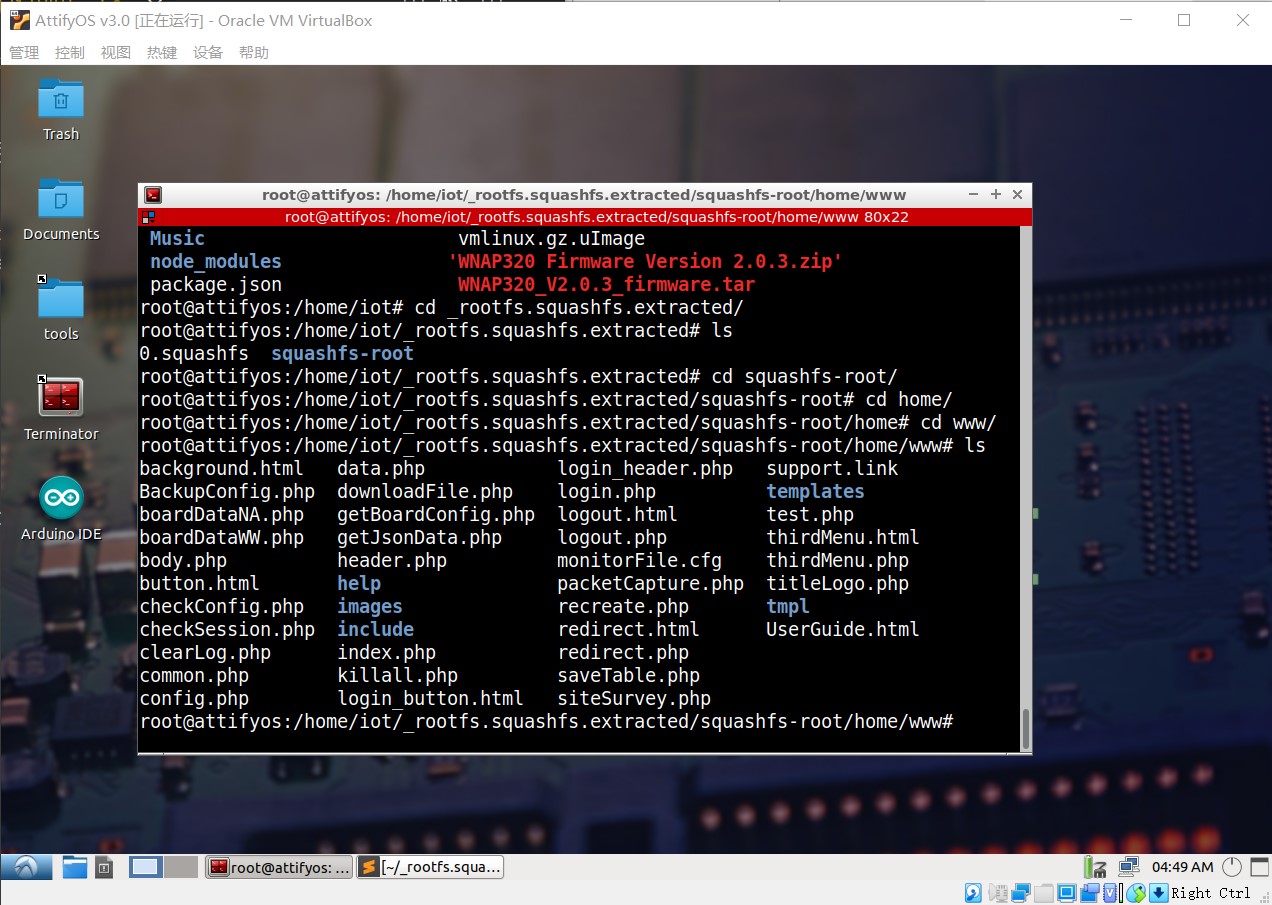 AttifyOS v3.0 [正在运行] - Oracle VM VirtualBox
管理 控制 视图 热键 设备 帮助
Trash
Documents
tools
Terminator
Arduino IDE
root@attifyos: /home/iot/_rootfs.squashfs.extracted/squashfs-root/home/www
root@attifyos: /home/iot/_rootfs.squashfs.extracted/squashfs-root/home/www 80x22
Music vmlinux.gz.uImage
node_modules 'WNAP320 Firmware Version 2.0.3.zip'
package.json WNAP320_V2.0.3_firmware.tar
root@attifyos:/home/iot# cd _rootfs.squashfs.extracted/
root@attifyos:/home/iot/_rootfs.squashfs.extracted# ls
0.squashfs squashfs-root
root@attifyos:/home/iot/_rootfs.squashfs.extracted# cd squashfs-root/
root@attifyos:/home/iot/_rootfs.squashfs.extracted/squashfs-root# cd home/
root@attifyos:/home/iot/_rootfs.squashfs.extracted/squashfs-root/home# cd www/
root@attifyos:/home/iot/_rootfs.squashfs.extracted/squashfs-root/home/www# ls
background.html data.php login_header.php support.link
BackupConfig.php downloadFile.php login.php templates
boardDataNA.php getBoardConfig.php logout.html test.php
boardDataWW.php getJsonData.php logout.php thirdMenu.html
body.php header.php monitorFile.cfg thirdMenu.php
button.html help packetCapture.php titleLogo.php
checkConfig.php images recreate.php tmpl
checkSession.php include redirect.html UserGuide.html
clearLog.php index.php redirect.php
common.php killall.php saveTable.php
config.php login_button.html siteSurvey.php
root@attifyos:/home/iot/_rootfs.squashfs.extracted/squashfs-root/home/www#
root@attifyos: ... [~/_rootfs.squa... 04:49 AM
Right Ctrl